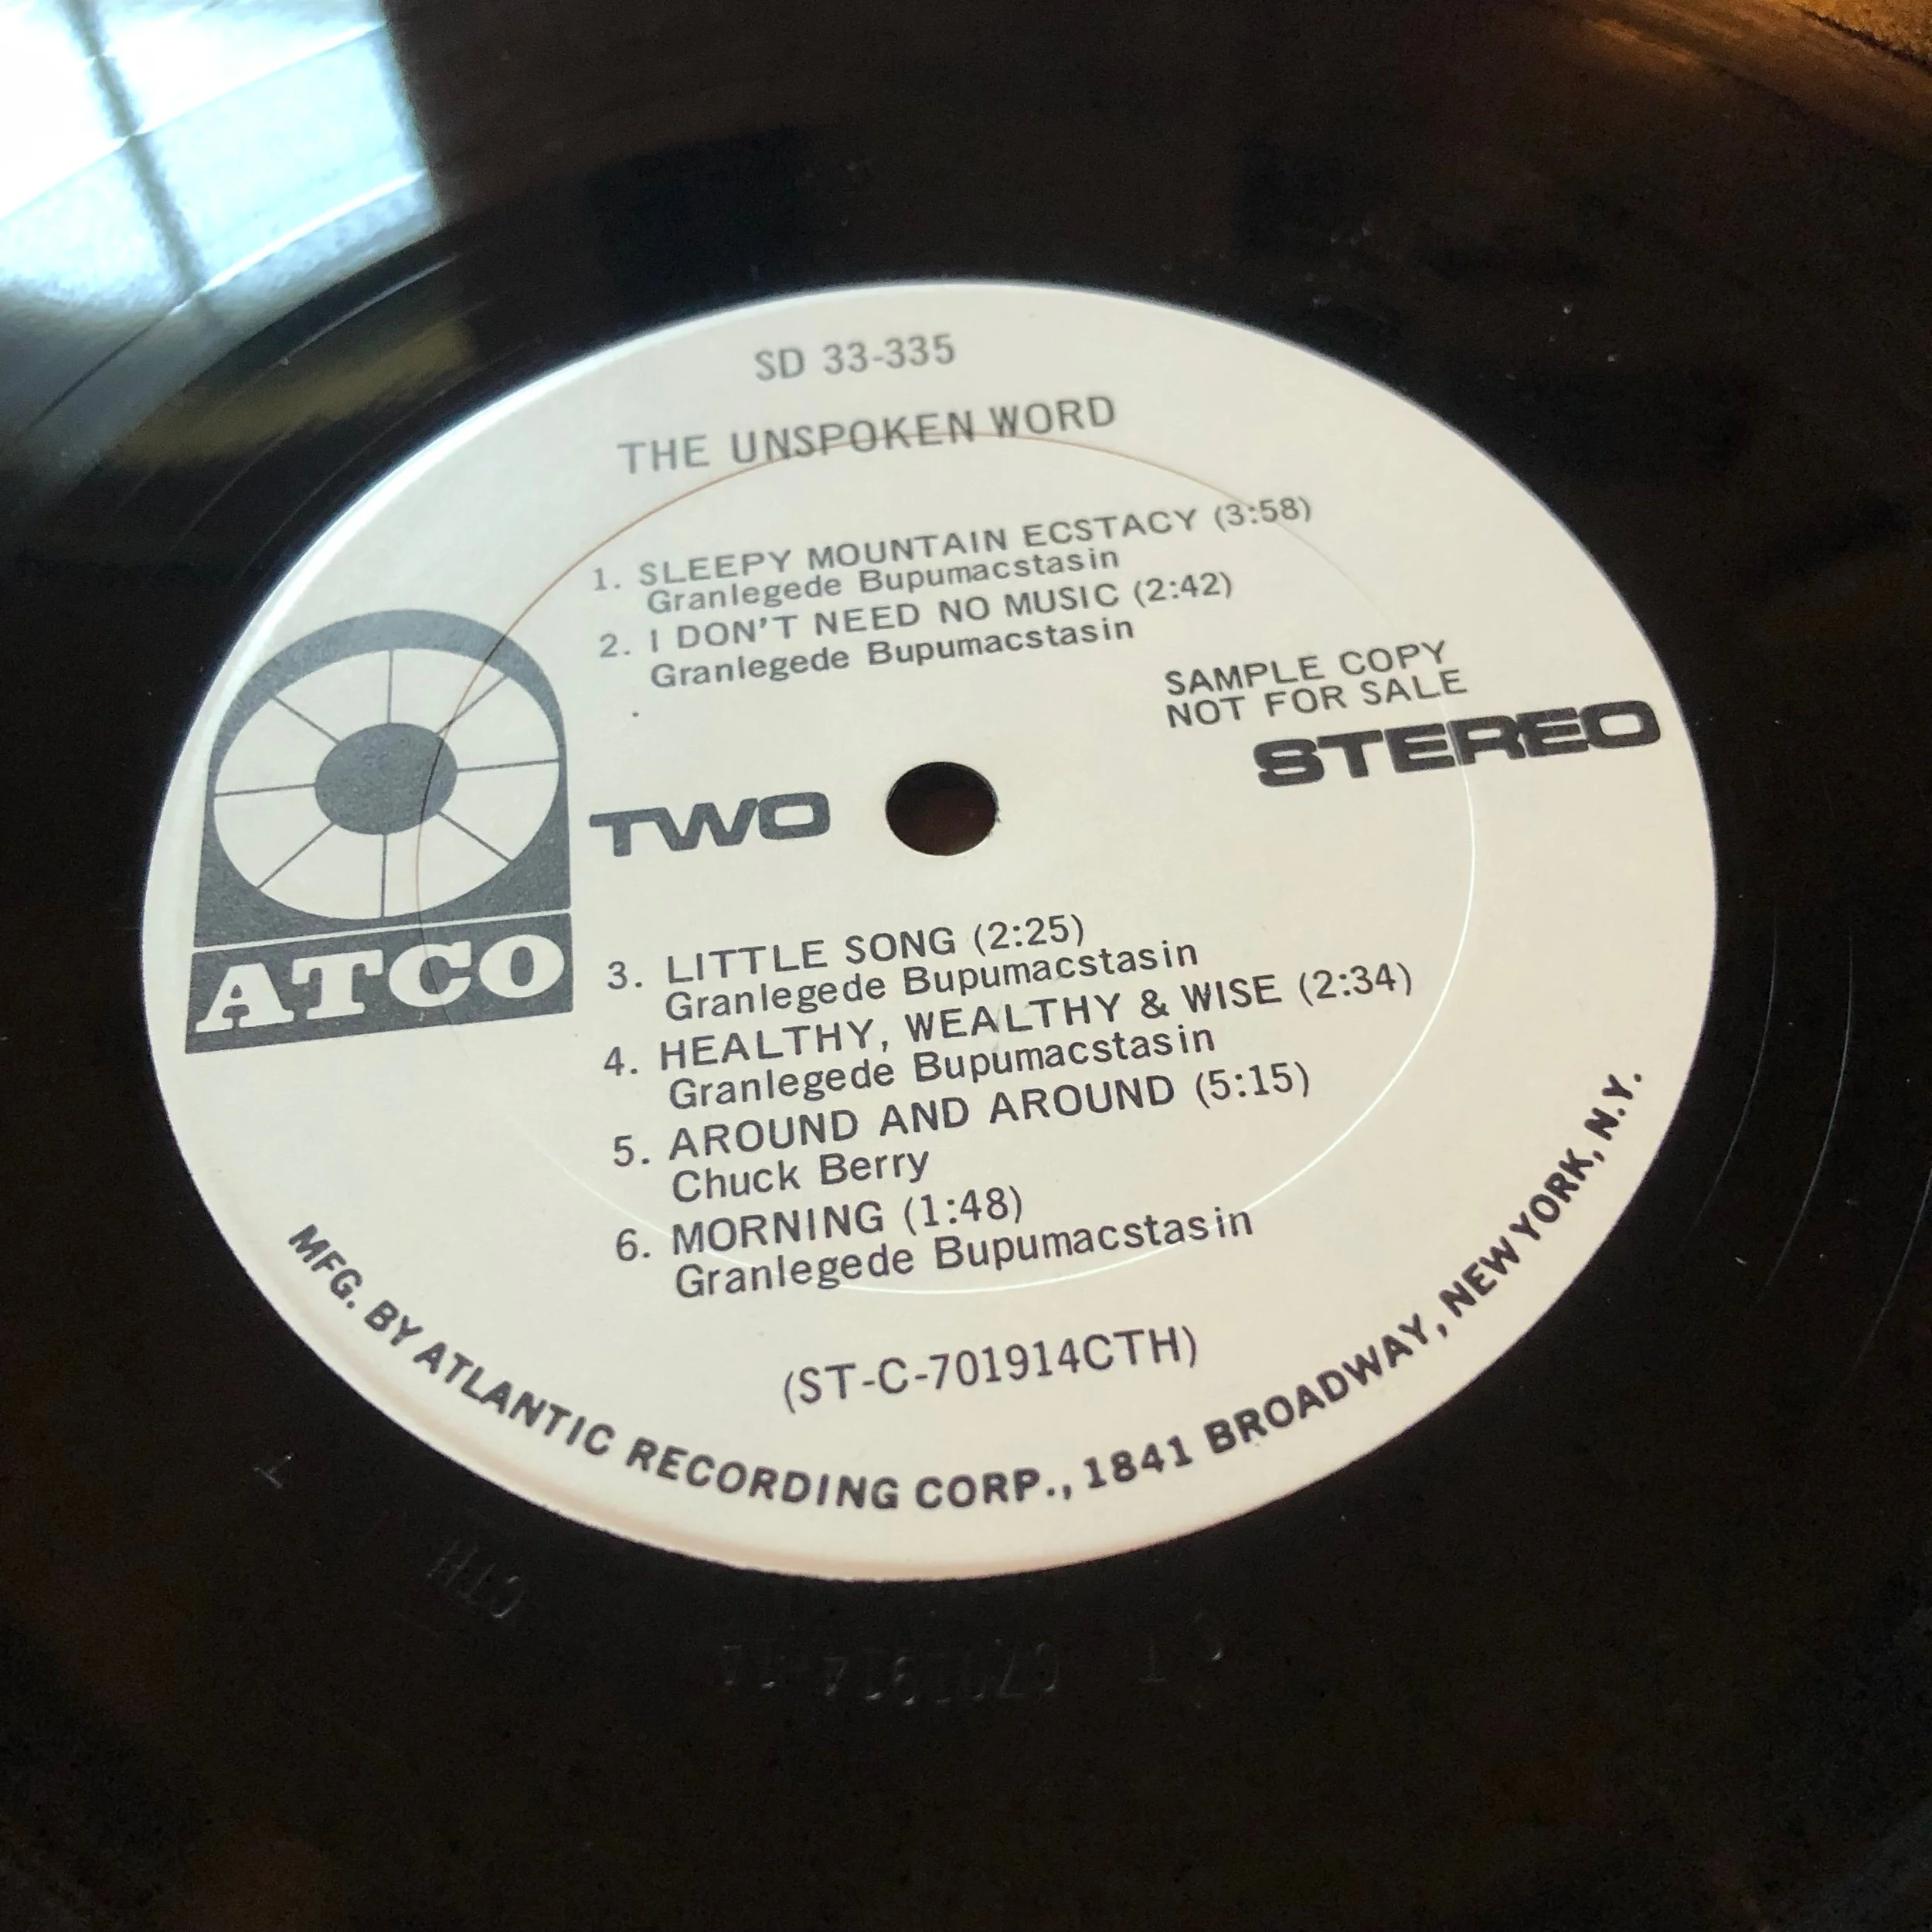 SD 33-335
THE UNSPOKEN WORD
1. SLEEPY MOUNTAIN ECSTACY (3:58)
Granlegede Bupumacstasin
2. I DON'T NEED NO MUSIC (2:42)
Granlegede Bupumacstasin
SAMPLE COPY
NOT FOR SALE
STEREO
TWO
ATCO
3. LITTLE SONG (2:25)
Granlegede Bupumacstasin
4. HEALTHY, WEALTHY & WISE (2:34)
Granlegede Bupumacstasin
5. AROUND AND AROUND (5:15)
Chuck Berry
6. MORNING (1:48)
Granlegede Bupumacstasin
(ST-C-701914CTH)
MFG. BY ATLANTIC RECORDING CORP., 1841 BROADWAY, NEW YORK, N.Y.
CTH